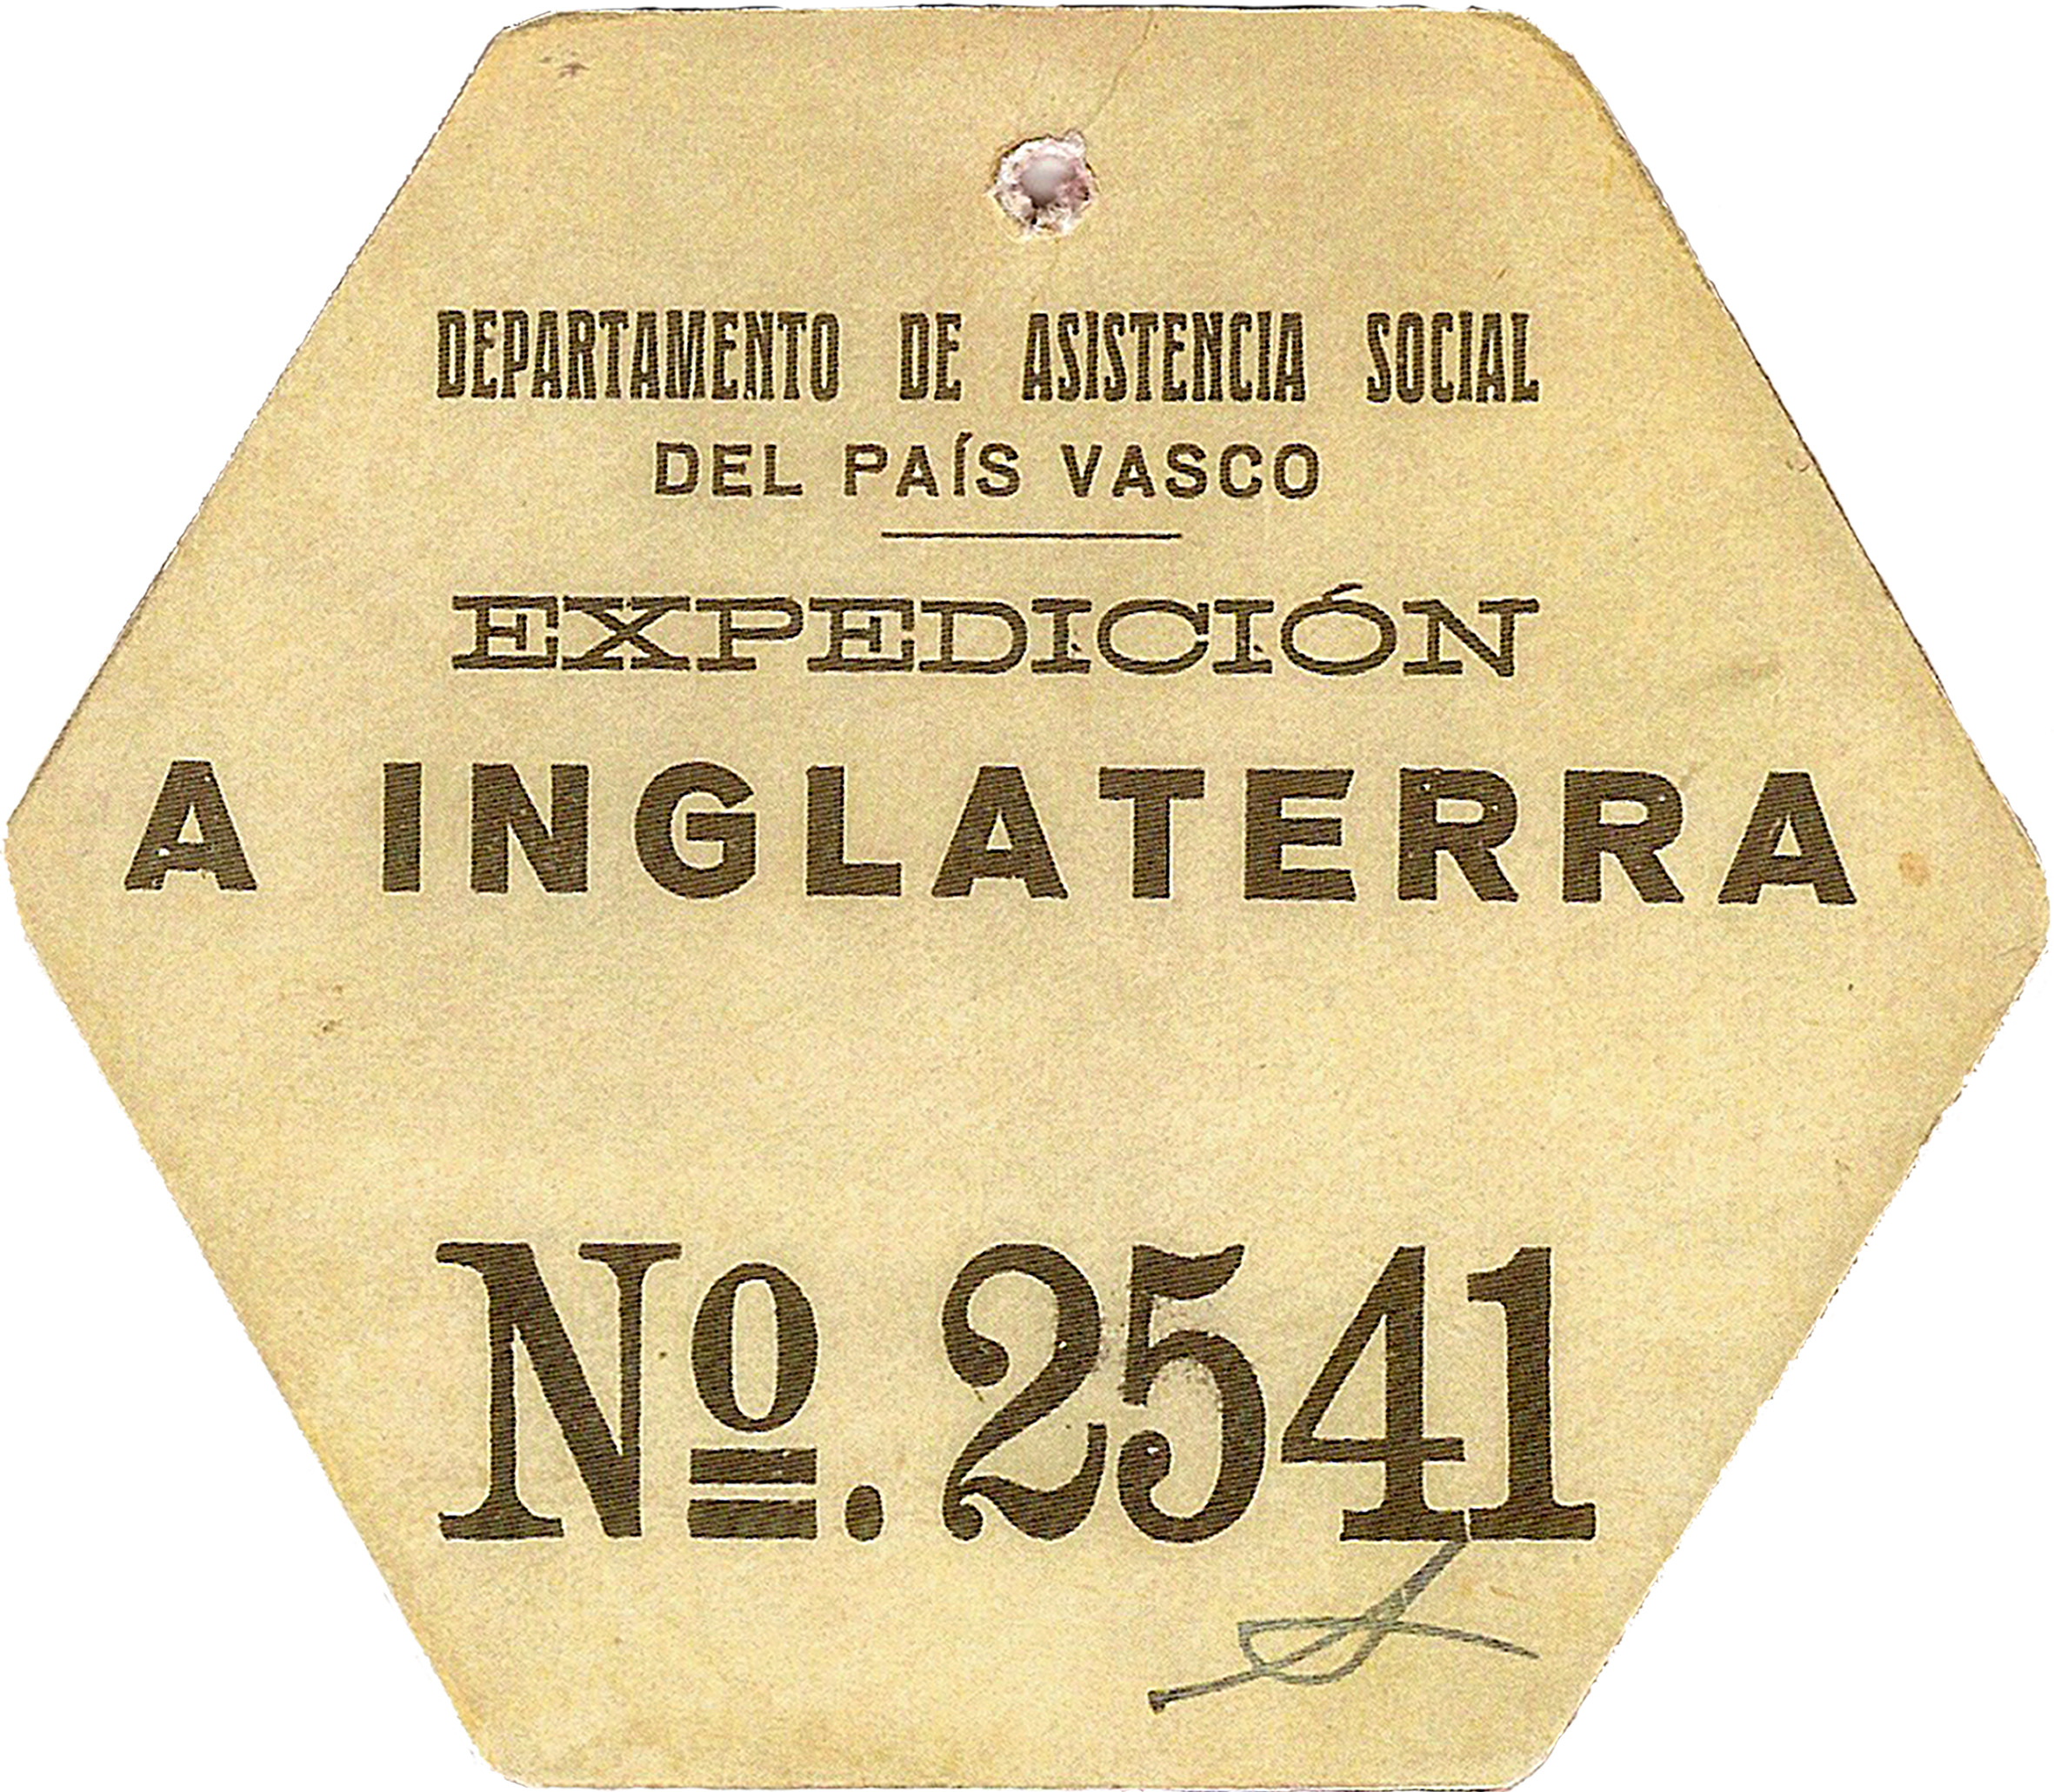 DEPARTAMENTO DE ASISTENCIA SOCIAL
DEL PAÍS VASCO
EXPEDICIÓN
A INGLATERRA
Nº. 2541